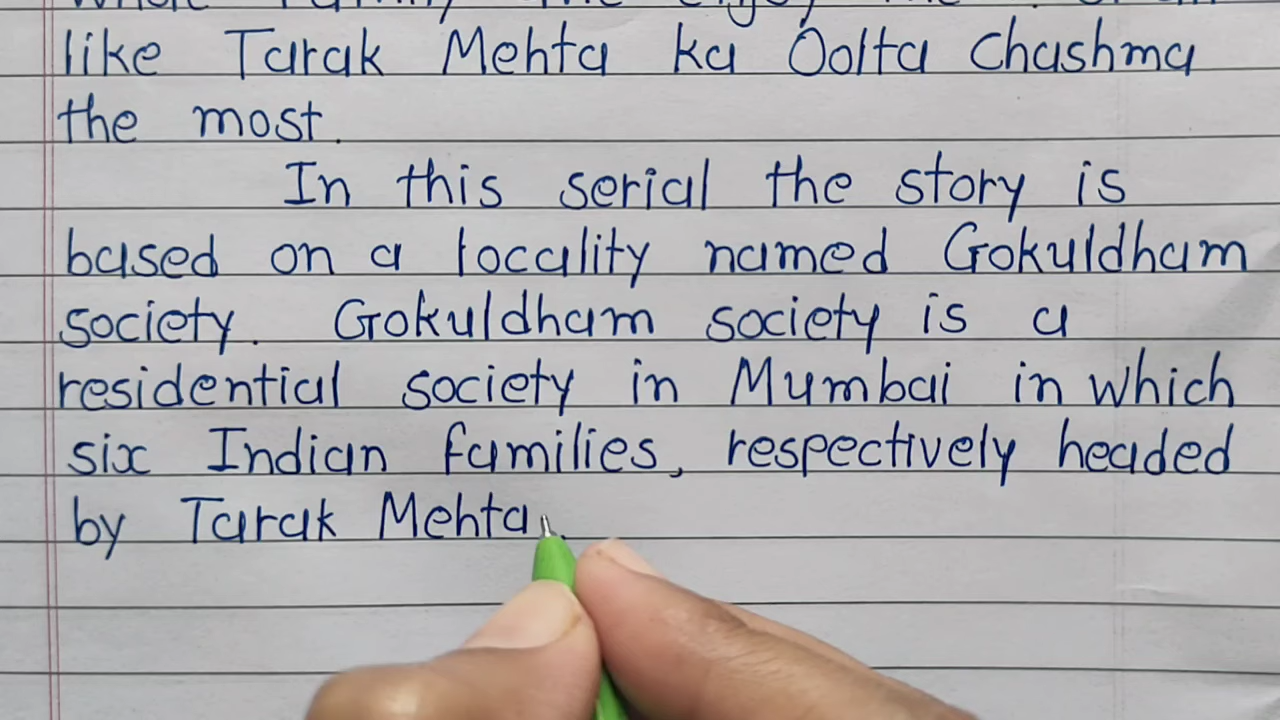 like Tarak Mehta ka Oolta Chashma
the most.
In this serial the story is
based on a locality named Gokuldham
society. Gokuldham society is a
residential society in Mumbai in which
six Indian families, respectively headed
by Tarak Mehta